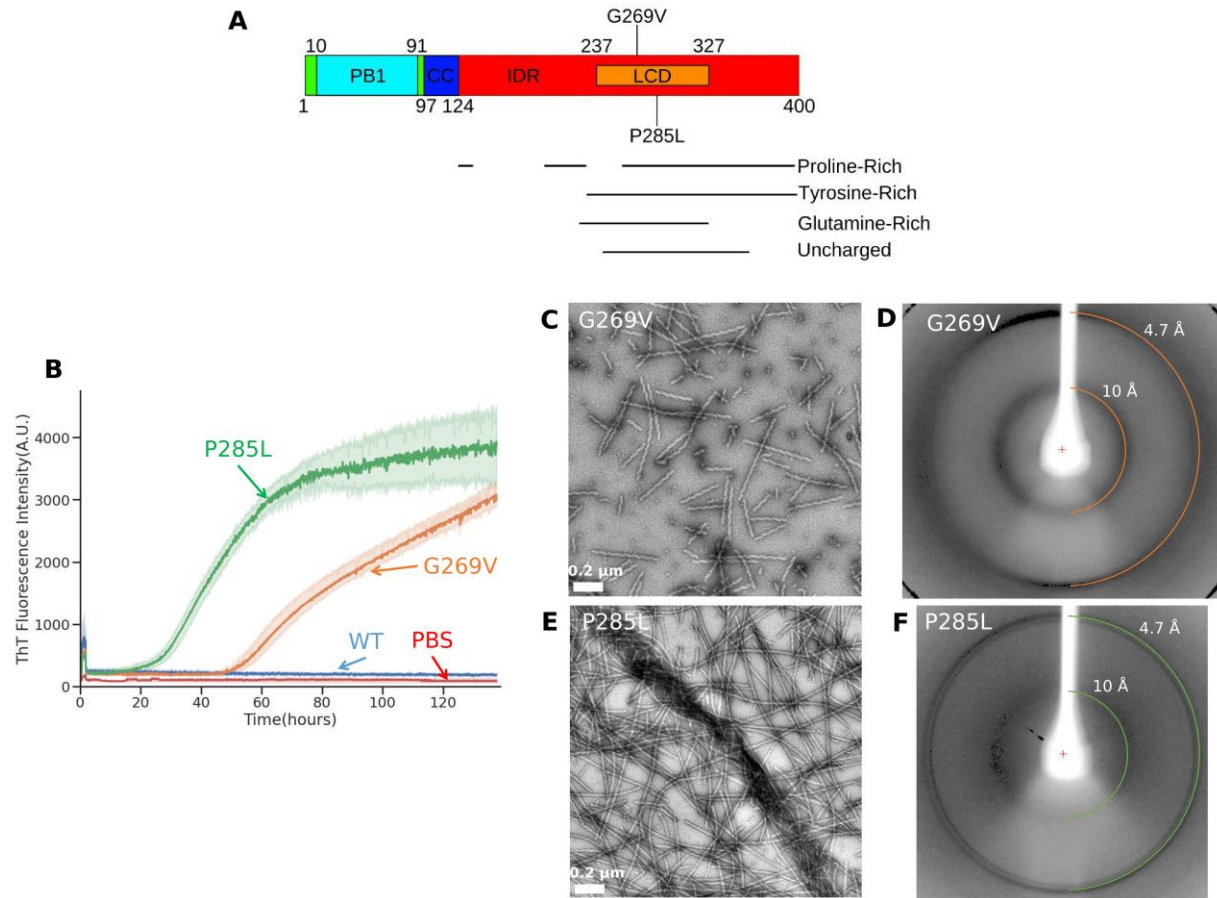 A
G269V
10 91 237 327
PB1 CC IDR LCD
1 97 124 400
P285L
Proline-Rich
Tyrosine-Rich
Glutamine-Rich
Uncharged
B
ThT Fluorescence Intensity(A.U.)
4000
3000
2000
1000
0
P285L
G269V
WT
PBS
0 20 40 60 80 100 120
Time(hours)
C
G269V
0.2 µm
D
G269V
4.7 Å
10 Å
E
P285L
0.2 µm
F
P285L
4.7 Å
10 Å